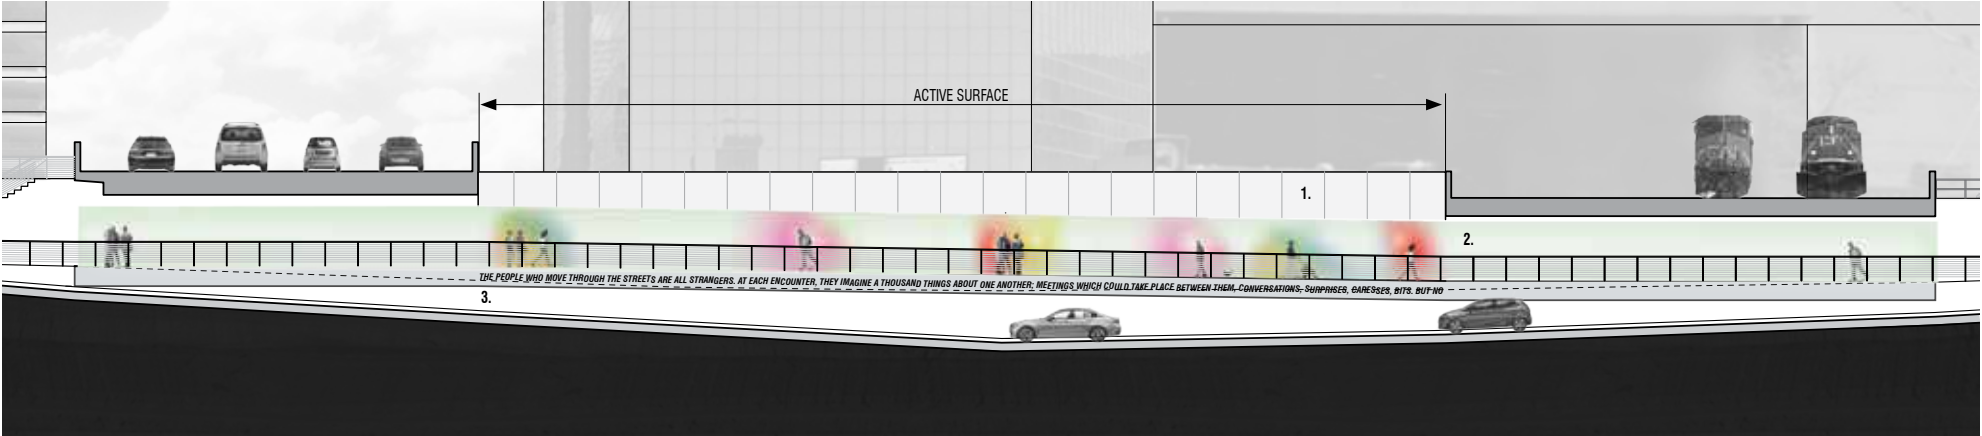 ACTIVE SURFACE
1.
2.
THE PEOPLE WHO MOVE THROUGH THE STREETS ARE ALL STRANGERS. AT EACH ENCOUNTER, THEY IMAGINE A THOUSAND THINGS ABOUT ONE ANOTHER; MEETINGS WHICH COULD TAKE PLACE BETWEEN THEM, CONVERSATIONS, SURPRISES, CARESSES, BITS. BUT NO
3.